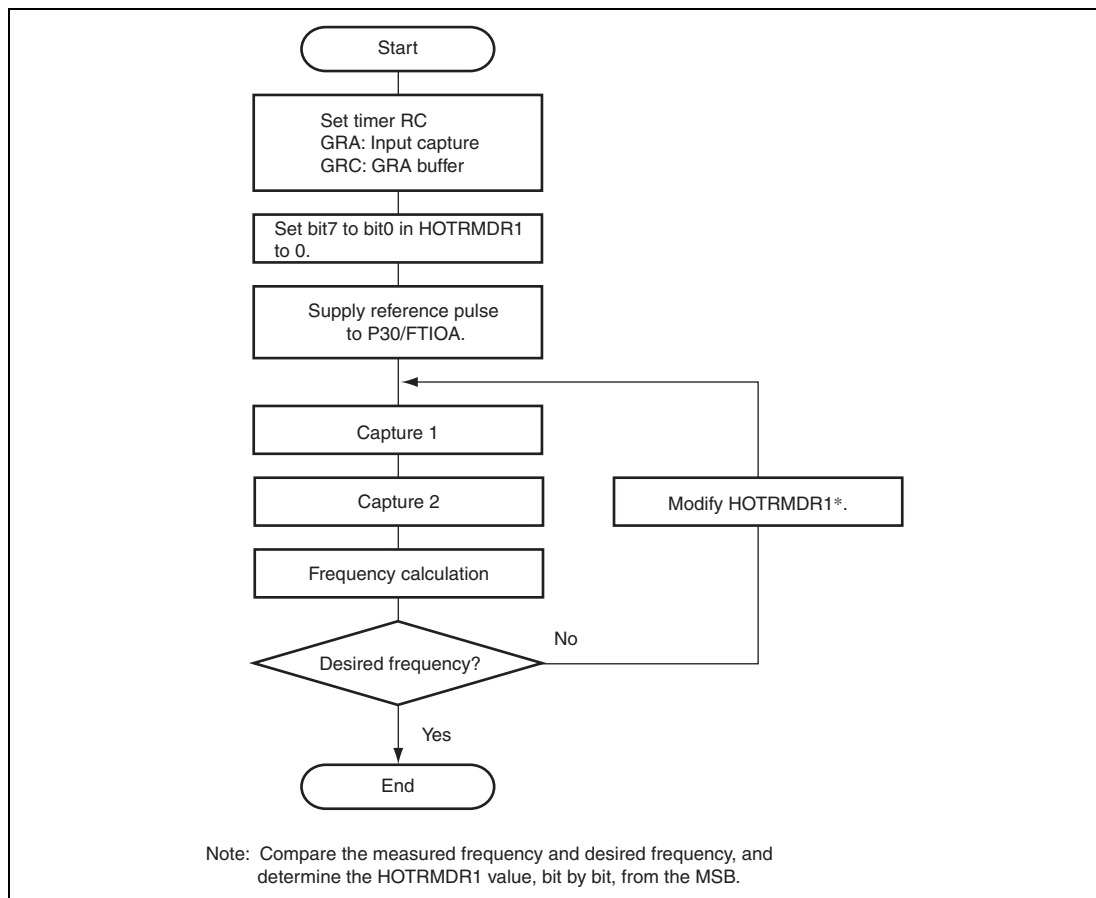 Start
Set timer RC
GRA: Input capture
GRC: GRA buffer
Set bit7 to bit0 in HOTRMDR1
to 0.
Supply reference pulse
to P30/FTIOA.
Capture 1
Capture 2
Modify HOTRMDR1*.
Frequency calculation
Desired frequency?
No
Yes
End
Note: Compare the measured frequency and desired frequency, and
determine the HOTRMDR1 value, bit by bit, from the MSB.